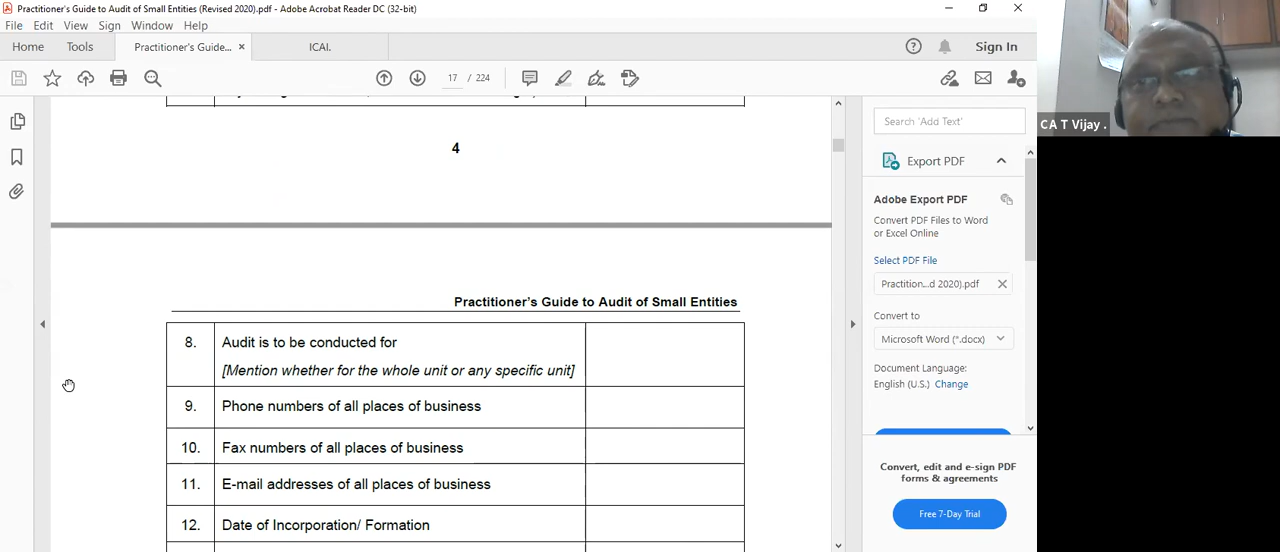 Practitioner's Guide to Audit of Small Entities (Revised 2020).pdf - Adobe Acrobat Reader DC (32-bit)
File Edit View Sign Window Help
Home Tools Practitioner's Guide... × ICAI. Sign In
17 / 224
4
Practitioner's Guide to Audit of Small Entities
8. Audit is to be conducted for
[Mention whether for the whole unit or any specific unit]
9. Phone numbers of all places of business
10. Fax numbers of all places of business
11. E-mail addresses of all places of business
12. Date of Incorporation/ Formation
Search 'Add Text'
Export PDF
Adobe Export PDF
Convert PDF Files to Word
or Excel Online
Select PDF File
Practition...d 2020).pdf
Convert to
Microsoft Word (*.docx)
Document Language:
English (U.S.) Change
Convert, edit and e-sign PDF
forms & agreements
Free 7-Day Trial
CA T Vijay .